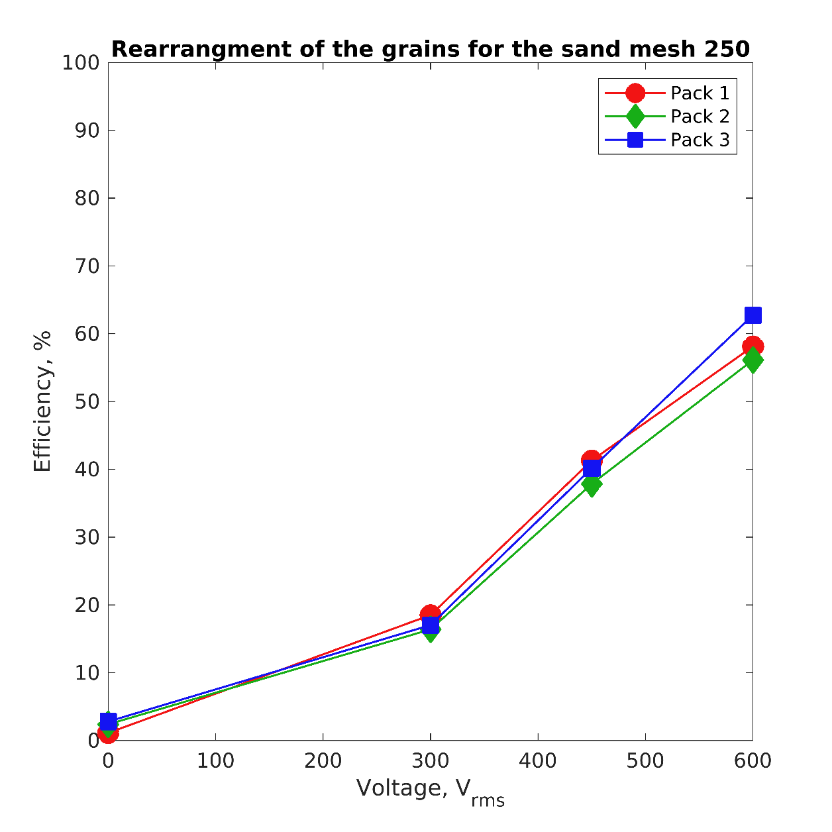 Rearrangment of the grains for the sand mesh 250
100
90
80
70
60
50
40
30
20
10
0
Efficiency, %
Pack 1
Pack 2
Pack 3
0 100 200 300 400 500 600
Voltage, Vrms